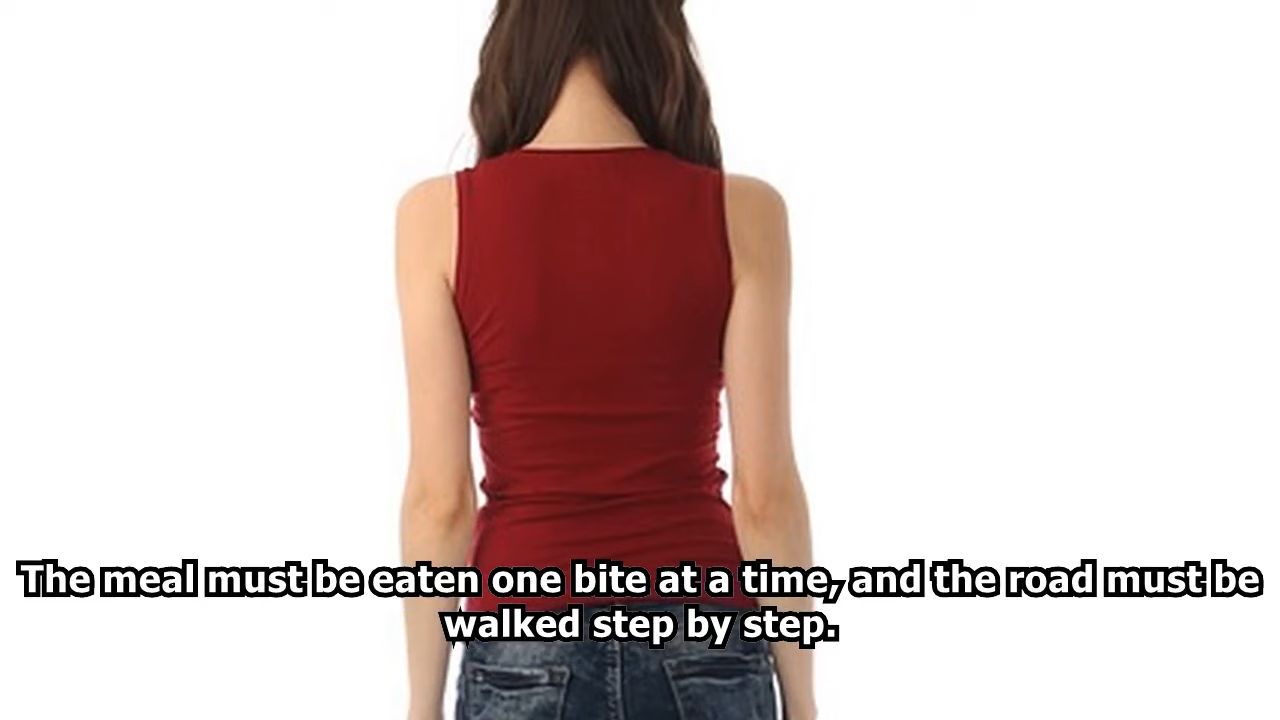 The meal must be eaten one bite at a time, and the road must be
walked step by step.